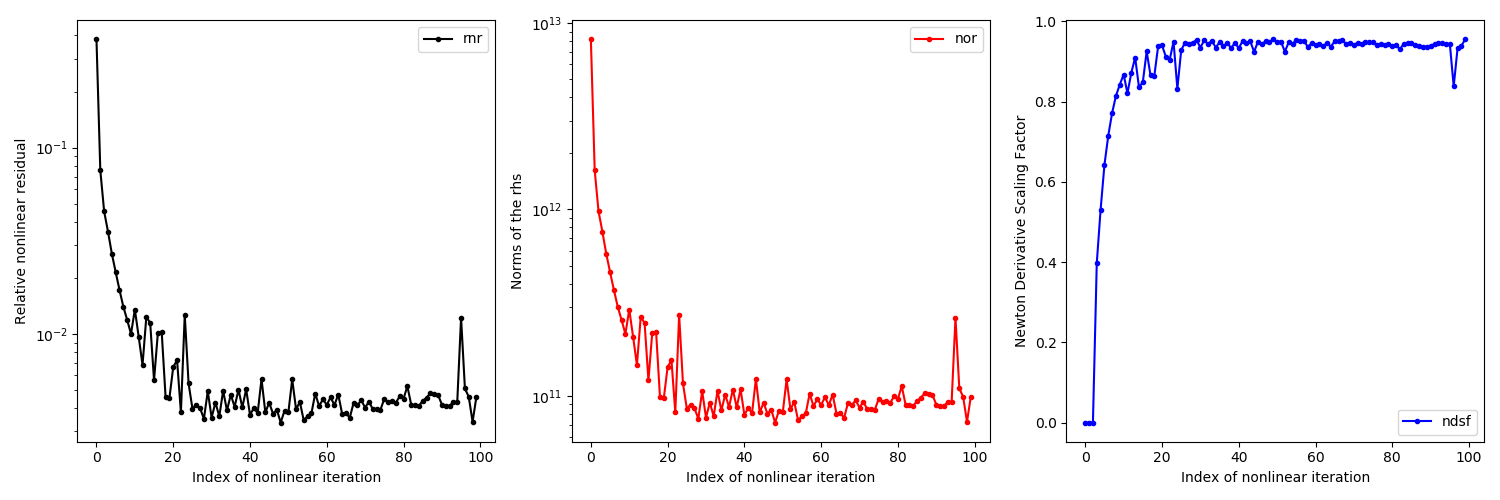 Relative nonlinear residual
10⁻¹
10⁻²
0 20 40 60 80 100
Index of nonlinear iteration
rnr
Norms of the rhs
10¹³
10¹²
10¹¹
0 20 40 60 80 100
Index of nonlinear iteration
nor
Newton Derivative Scaling Factor
1.0
0.8
0.6
0.4
0.2
0.0
0 20 40 60 80 100
Index of nonlinear iteration
ndsf